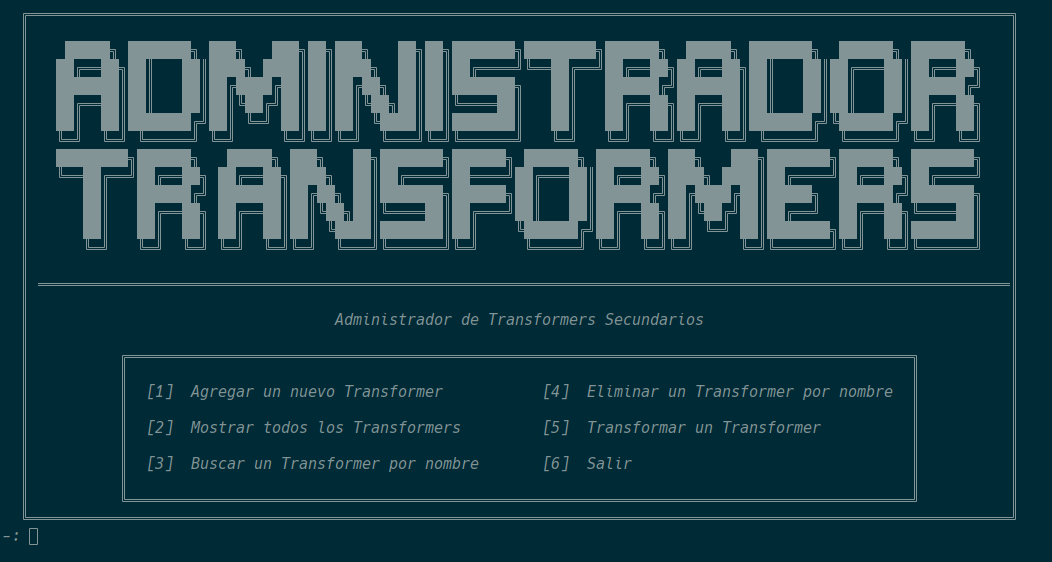 ADMINISTRADOR
TRANSFORMERS
Administrador de Transformers Secundarios
[1] Agregar un nuevo Transformer
[4] Eliminar un Transformer por nombre
[2] Mostrar todos los Transformers
[5] Transformar un Transformer
[3] Buscar un Transformer por nombre
[6] Salir
-: